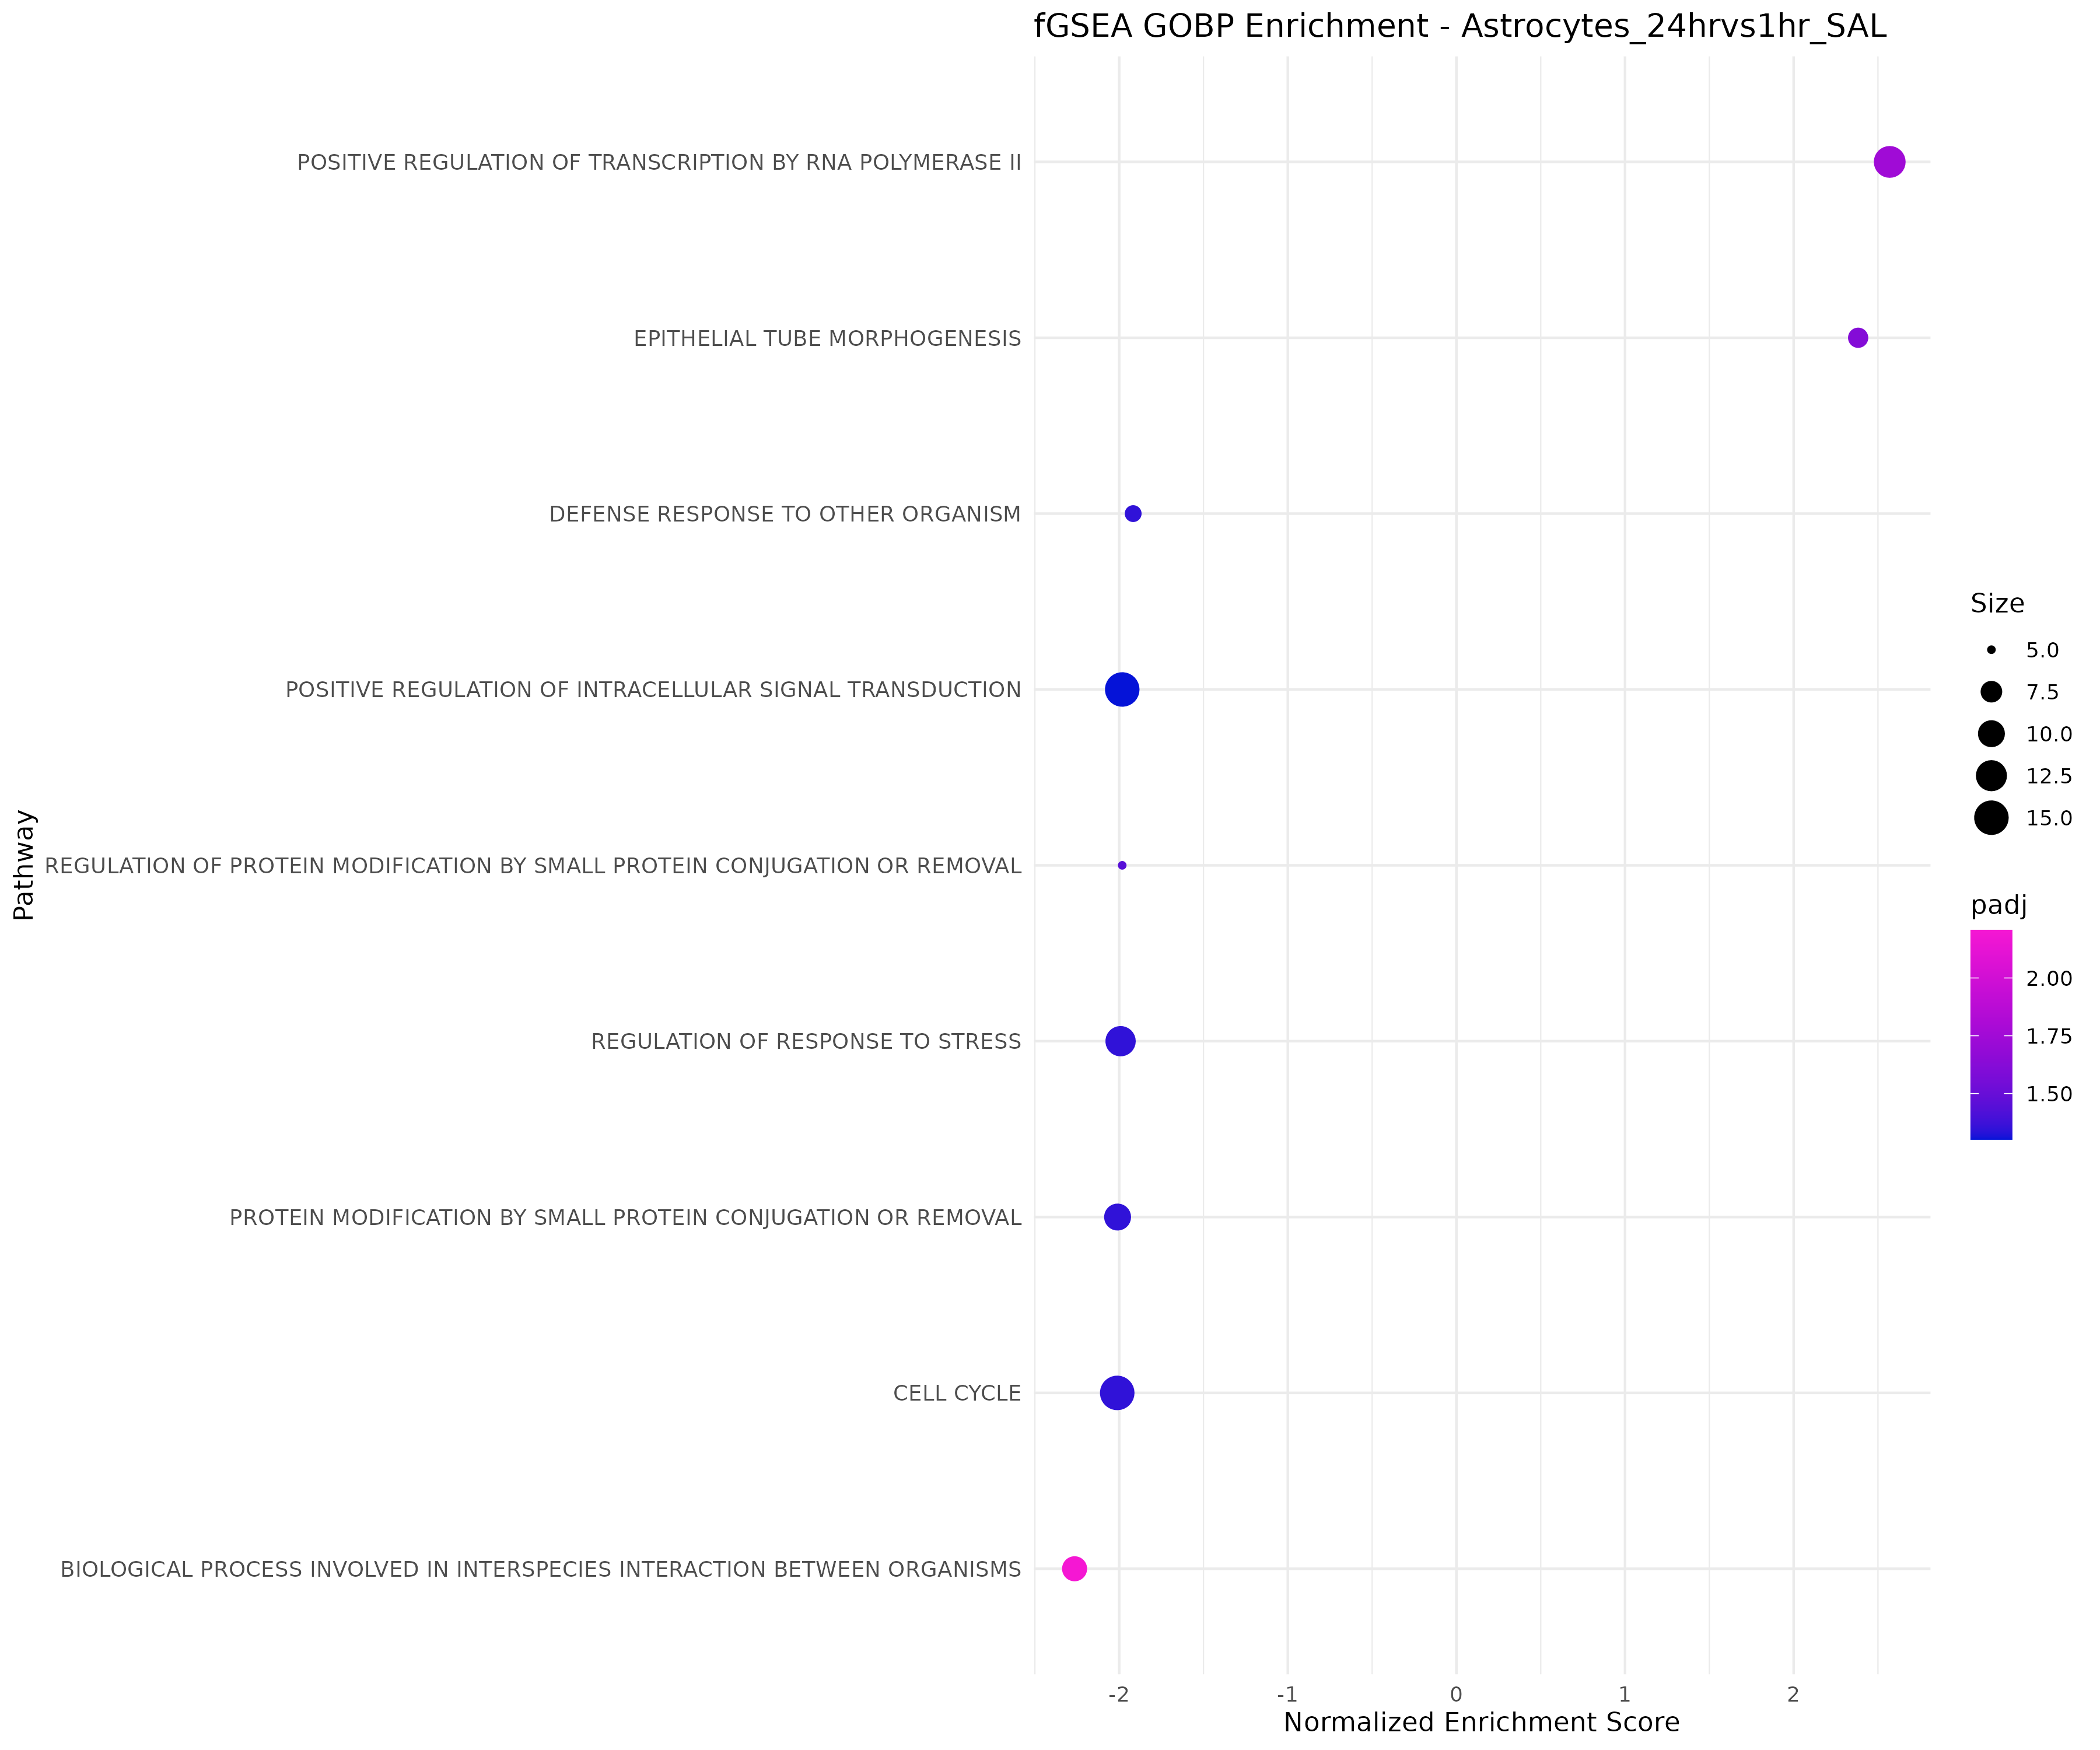 fGSEA GOBP Enrichment - Astrocytes_24hrvs1hr_SAL
POSITIVE REGULATION OF TRANSCRIPTION BY RNA POLYMERASE II
EPITHELIAL TUBE MORPHOGENESIS
DEFENSE RESPONSE TO OTHER ORGANISM
POSITIVE REGULATION OF INTRACELLULAR SIGNAL TRANSDUCTION
REGULATION OF PROTEIN MODIFICATION BY SMALL PROTEIN CONJUGATION OR REMOVAL
REGULATION OF RESPONSE TO STRESS
PROTEIN MODIFICATION BY SMALL PROTEIN CONJUGATION OR REMOVAL
CELL CYCLE
BIOLOGICAL PROCESS INVOLVED IN INTERSPECIES INTERACTION BETWEEN ORGANISMS
Pathway
-2 -1 0 1 2
Normalized Enrichment Score
Size
5.0
7.5
10.0
12.5
15.0
padj
2.00
1.75
1.50